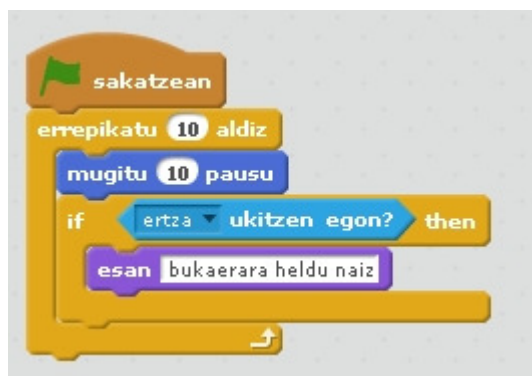 sakatzean
errepikatu 10 aldiz
mugitu 10 pausu
if ertza ukitzen egon? then
esan bukaerara heldu naiz